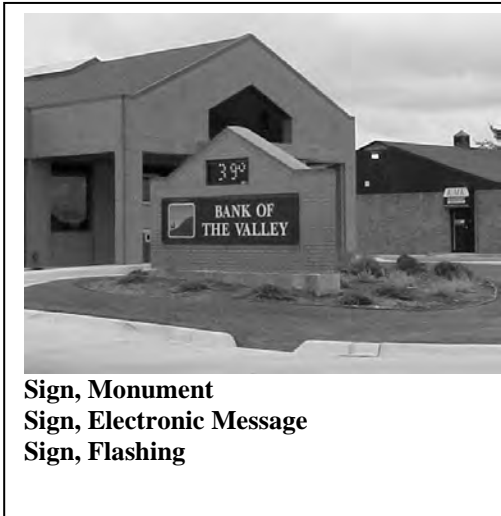 39°
BANK OF
THE VALLEY
Sign, Monument
Sign, Electronic Message
Sign, Flashing